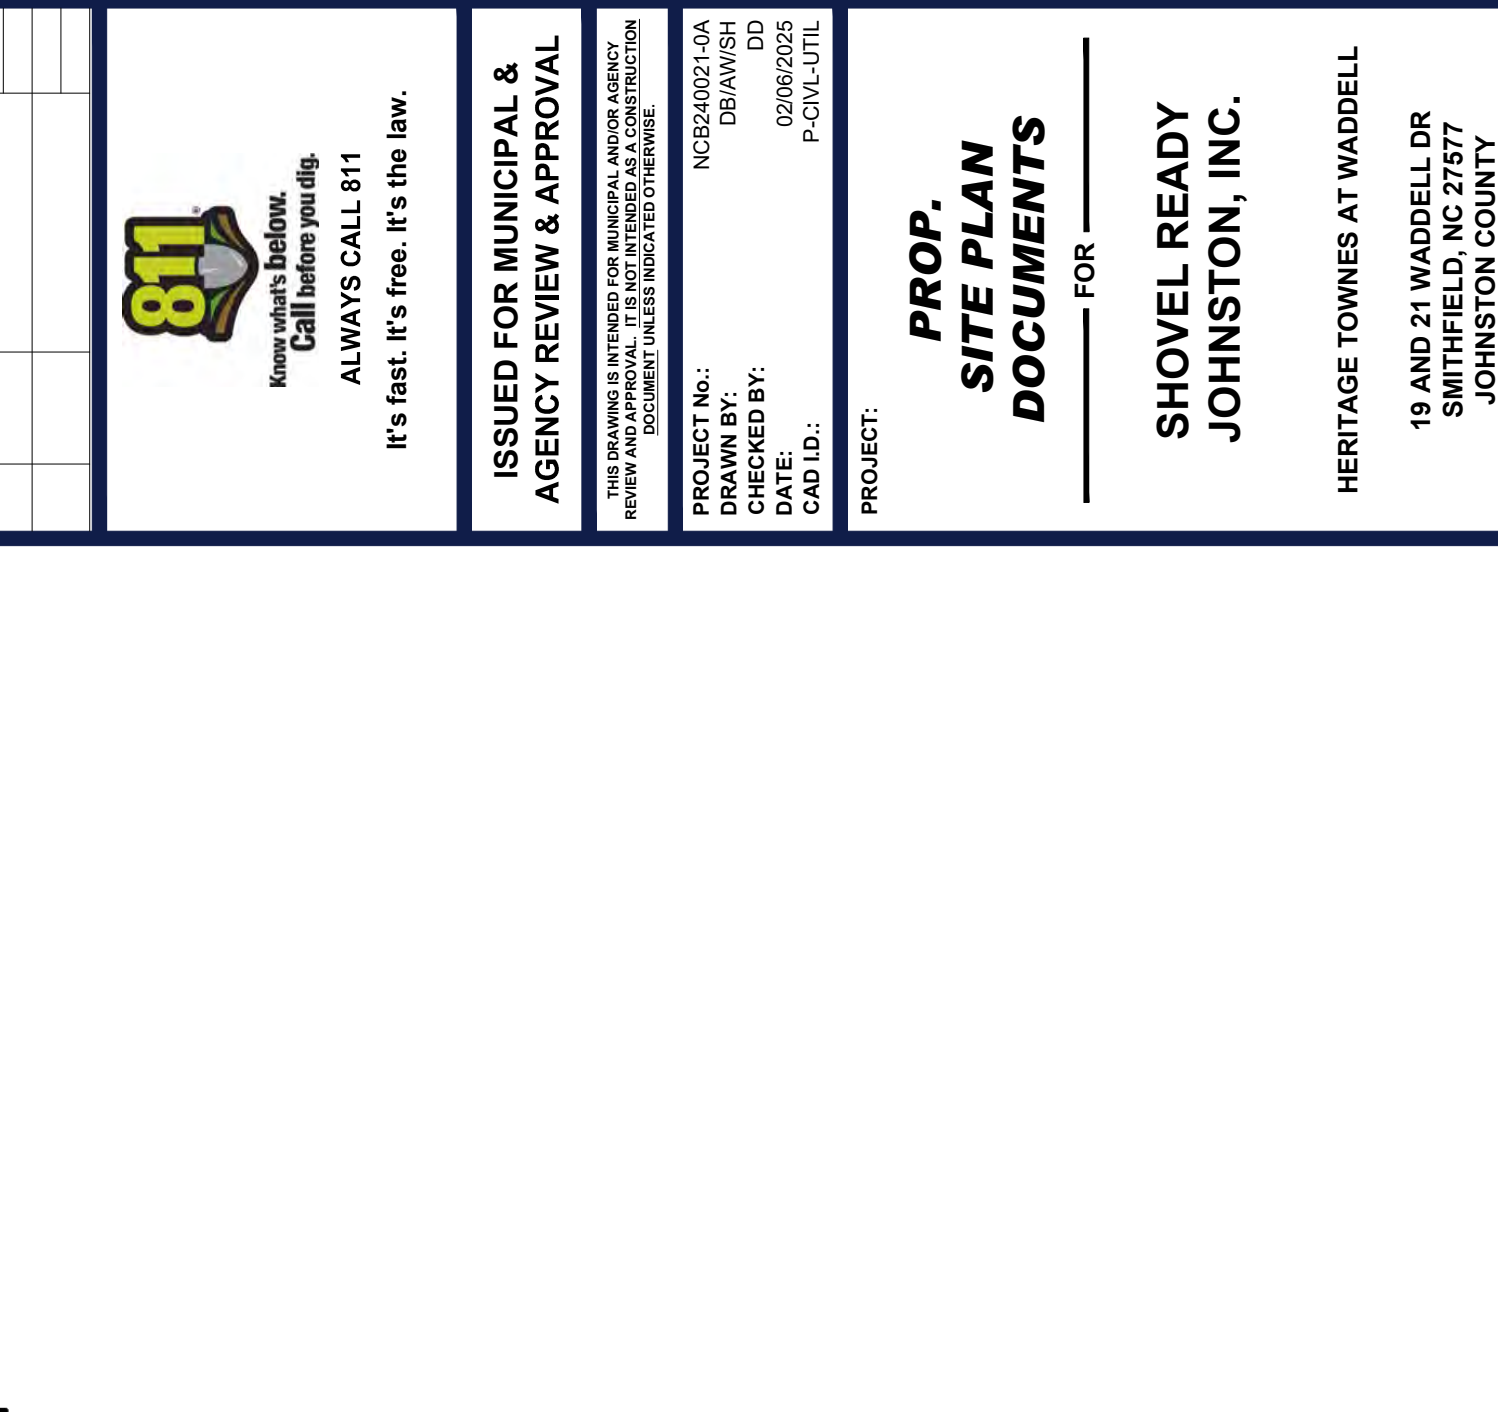 811
®
Know what's below.
Call before you dig.
ALWAYS CALL 811
It's fast. It's free. It's the law.
ISSUED FOR MUNICIPAL &
AGENCY REVIEW & APPROVAL
THIS DRAWING IS INTENDED FOR MUNICIPAL AND/OR AGENCY
REVIEW AND APPROVAL. IT IS NOT INTENDED AS A CONSTRUCTION
DOCUMENT UNLESS INDICATED OTHERWISE.
PROJECT No.: NCB240021-0A
DRAWN BY: DB/AW/SH
CHECKED BY: DD
DATE: 02/06/2025
CAD I.D.: P-CIVL-UTIL
PROJECT:
PROP.
SITE PLAN
DOCUMENTS
FOR
SHOVEL READY
JOHNSTON, INC.
HERITAGE TOWNES AT WADDELL
19 AND 21 WADDELL DR
SMITHFIELD, NC 27577
JOHNSTON COUNTY